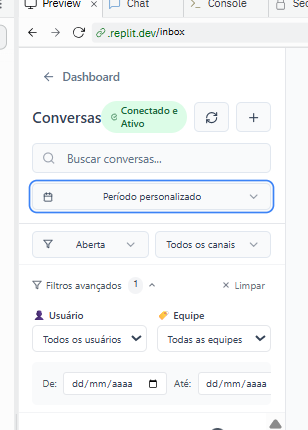 Preview
Chat
Console
.replit.dev/inbox
Dashboard
Conversas
Conectado e
Ativo
Buscar conversas...
Período personalizado
Aberta
Todos os canais
Filtros avançados 1
Limpar
Usuário
Equipe
Todos os usuários
Todas as equipes
De: dd/mm/aaaa
Até: dd/mm/aaaa